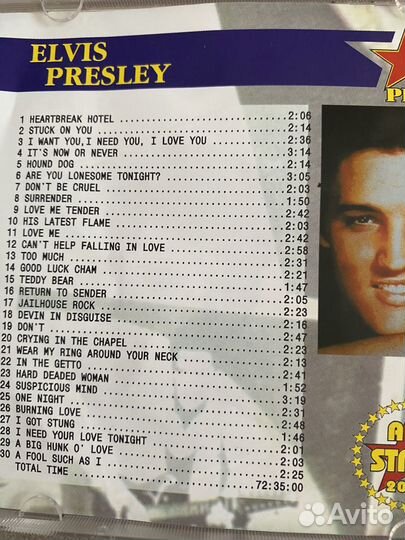 ELVIS
PRESLEY
1 HEARTBREAK HOTEL 2:06
2 STUCK ON YOU 2:14
3 I WANT YOU,I NEED YOU, I LOVE YOU 2:36
4 IT'S NOW OR NEVER 3:14
5 HOUND DOG 2:14
6 ARE YOU LONESOME TONIGHT? 3:05
7 DON'T BE CRUEL 2:03
8 SURRENDER 1:50
9 LOVE ME TENDER 2:42
10 HIS LATEST FLAME 2:03
11 LOVE ME 2:42
12 CAN'T HELP FALLING IN LOVE 2:58
13 TOO MUCH 2:31
14 GOOD LUCK CHAM 2:21
15 TEDDY BEAR 1:47
16 RETURN TO SENDER 2:05
17 JAILHOUSE ROCK 2:23
18 DEVIN IN DISGUISE 2:16
19 DON'T 2:47
20 CRYING IN THE CHAPEL 2:23
21 WEAR MY RING AROUND YOUR NECK 2:13
22 IN THE GETTO 2:41
23 HARD DEADED WOMAN 1:52
24 SUSPICIOUS MIND 3:19
25 ONE NIGHT 2:31
26 BURNING LOVE 2:48
27 I GOT STUNG 1:46
28 I NEED YOUR LOVE TONIGHT 2:01
29 A BIG HUNK O' LOVE 2:03
30 A FOOL SUCH AS I 2:25
TOTAL TIME 72:35:00
Avito